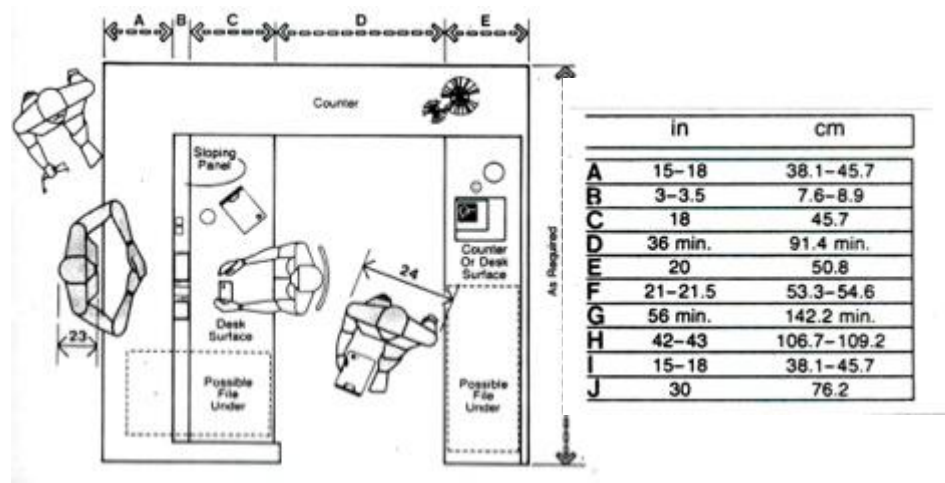 A B C D E
Counter
Sloping
Panel
As Required
Counter
Or Desk
Surface
24
23
Desk
Surface
Possible
File
Under
Possible
File
Under
in cm
A 15–18 38.1–45.7
B 3–3.5 7.6–8.9
C 18 45.7
D 36 min. 91.4 min.
E 20 50.8
F 21–21.5 53.3–54.6
G 56 min. 142.2 min.
H 42–43 106.7–109.2
I 15–18 38.1–45.7
J 30 76.2